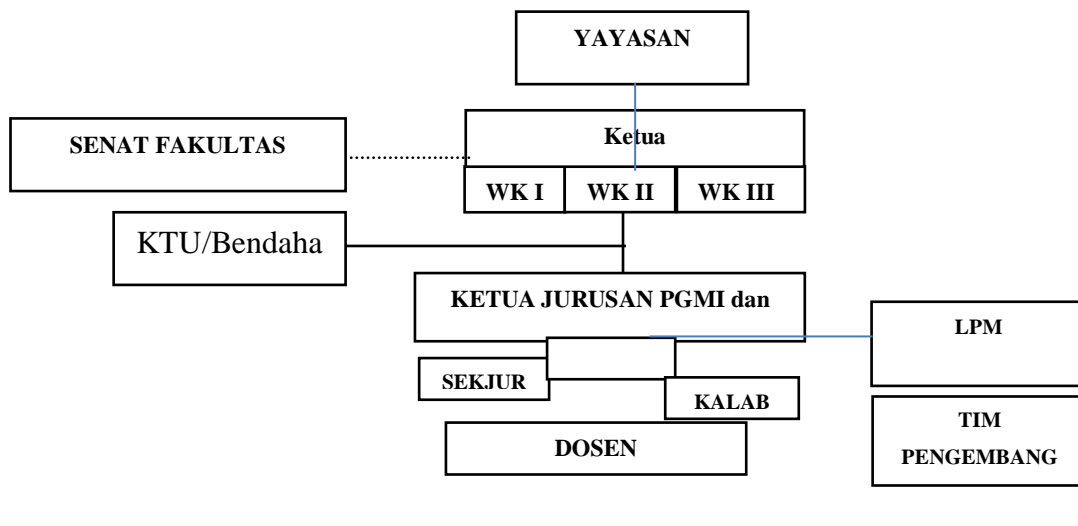 YAYASAN
SENAT FAKULTAS
Ketua
WK I
WK II
WK III
KTU/Bendaha
KETUA JURUSAN PGMI dan
LPM
SEKJUR
KALAB
DOSEN
TIM
PENGEMBANG